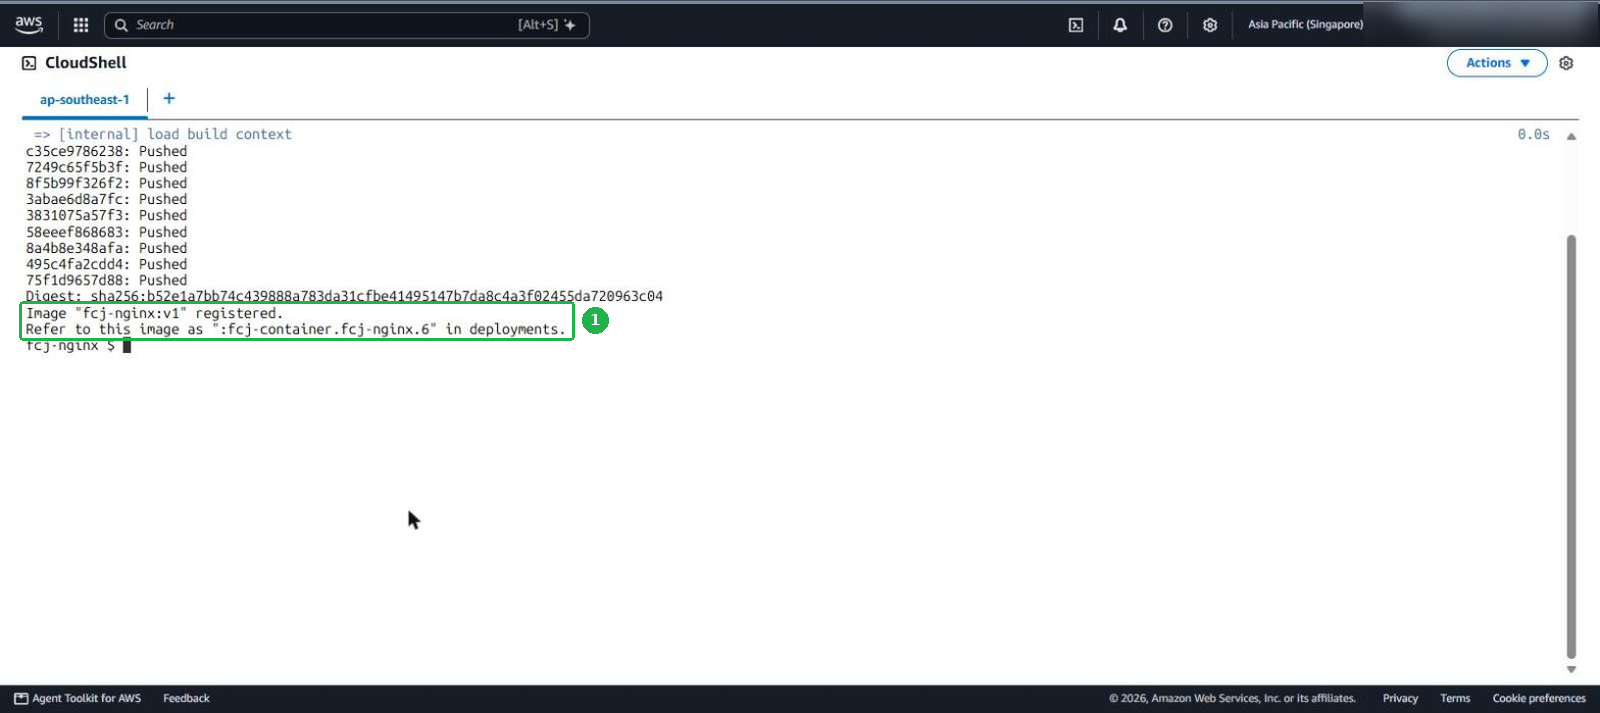 aws
Search [Alt+S]
Asia Pacific (Singapore)
CloudShell
Actions
ap-southeast-1 +
=> [internal] load build context 0.0s
c35ce9786238: Pushed
7249c65f5b3f: Pushed
8f5b99f326f2: Pushed
3abae6d8a7fc: Pushed
3831075a57f3: Pushed
58eeef868683: Pushed
8a4b8e348afa: Pushed
495c4fa2cdd4: Pushed
75f1d9657d88: Pushed
Digest: sha256:b52e1a7bb74c439888a783da31cfbe41495147b7da8c4a3f02455da720963c04
Image "fcj-nginx:v1" registered.
Refer to this image as ":fcj-container.fcj-nginx.6" in deployments.
1
fcj-nginx $
Agent Toolkit for AWS Feedback © 2026, Amazon Web Services, Inc. or its affiliates. Privacy Terms Cookie preferences